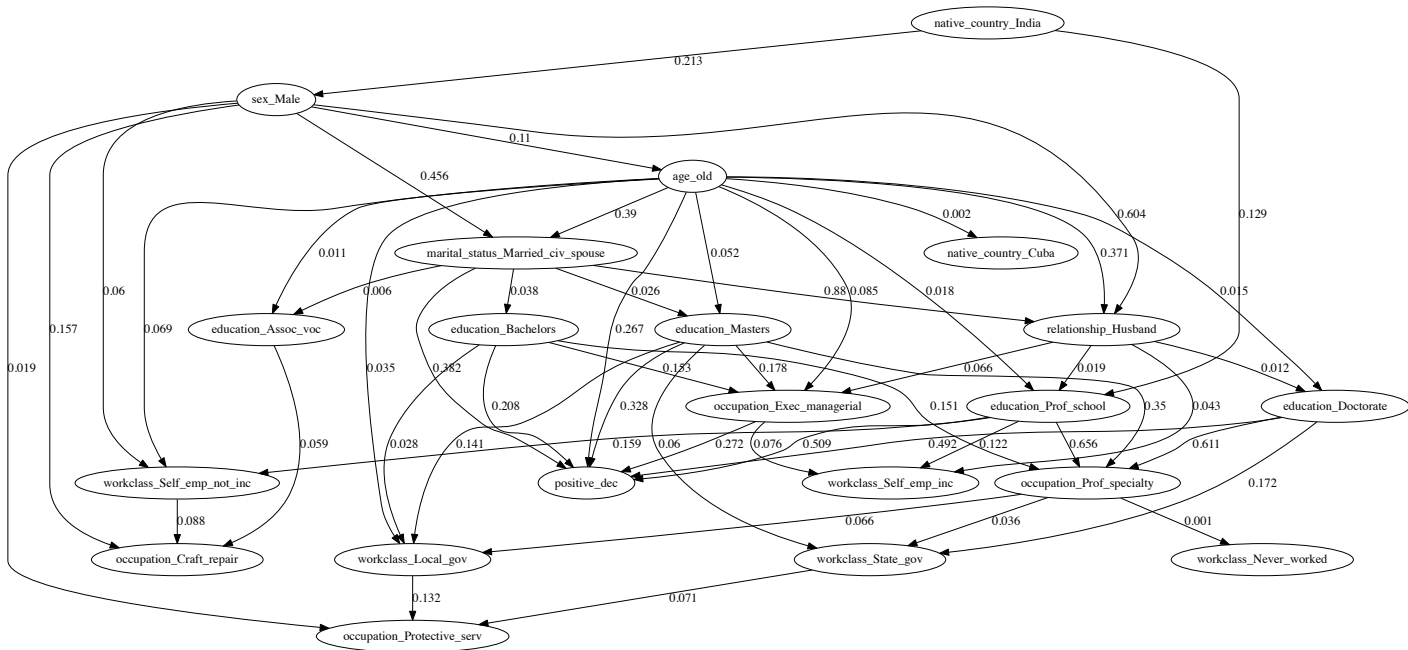 native_country_India
0.213
sex_Male
0.11
age_old
0.456
0.39
0.002
0.604
0.129
marital_status_Married_civ_spouse
native_country_Cuba
0.011
0.052
0.371
0.06
0.006
0.038
0.026
0.88
0.085
0.018
0.015
0.157
0.069
education_Assoc_voc
education_Bachelors
education_Masters
0.267
relationship_Husband
0.019
0.035
0.382
0.153
0.178
0.066
0.019
0.012
occupation_Exec_managerial
education_Prof_school
education_Doctorate
0.208
0.328
0.151
0.35
0.043
0.059
0.028
0.141
0.159
0.272
0.06
0.076
0.509
0.492
0.122
0.656
0.611
workclass_Self_emp_not_inc
positive_dec
workclass_Self_emp_inc
occupation_Prof_specialty
0.172
0.088
0.066
0.036
0.001
occupation_Craft_repair
workclass_Local_gov
workclass_State_gov
workclass_Never_worked
0.132
0.071
occupation_Protective_serv